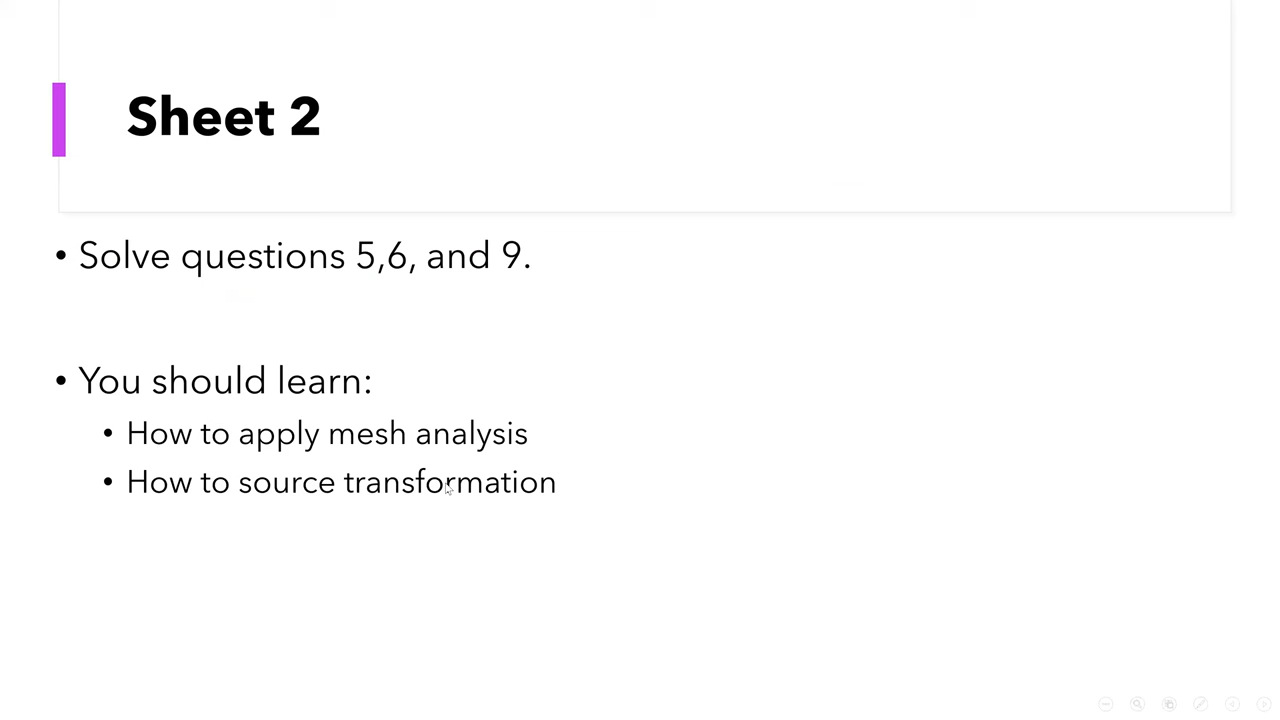 Sheet 2
• Solve questions 5,6, and 9.
• You should learn:
• How to apply mesh analysis
• How to source transformation